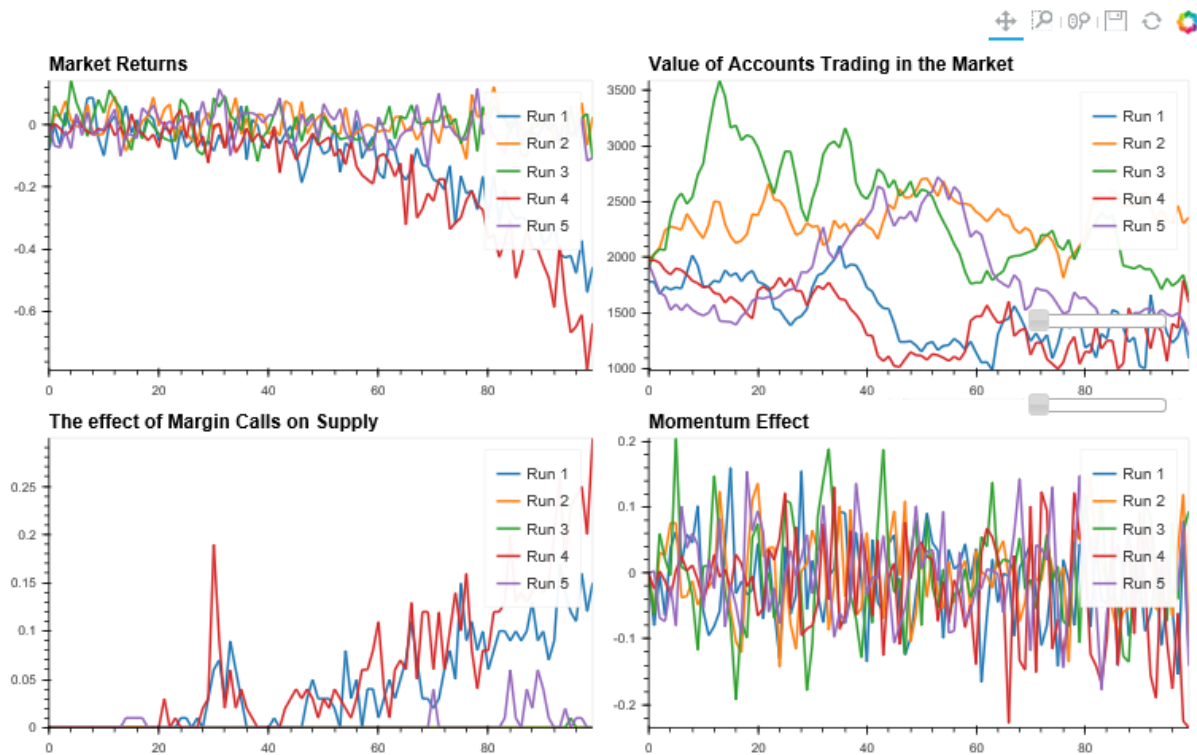 Market Returns
0
-0.2
-0.4
-0.6
0
20
40
60
80
Run 1
Run 2
Run 3
Run 4
Run 5
Value of Accounts Trading in the Market
3500
3000
2500
2000
1500
1000
0
20
40
60
80
Run 1
Run 2
Run 3
Run 4
Run 5
The effect of Margin Calls on Supply
0.25
0.2
0.15
0.1
0.05
0
0
20
40
60
80
Run 1
Run 2
Run 3
Run 4
Run 5
Momentum Effect
0.2
0.1
0
-0.1
-0.2
0
20
40
60
80
Run 1
Run 2
Run 3
Run 4
Run 5